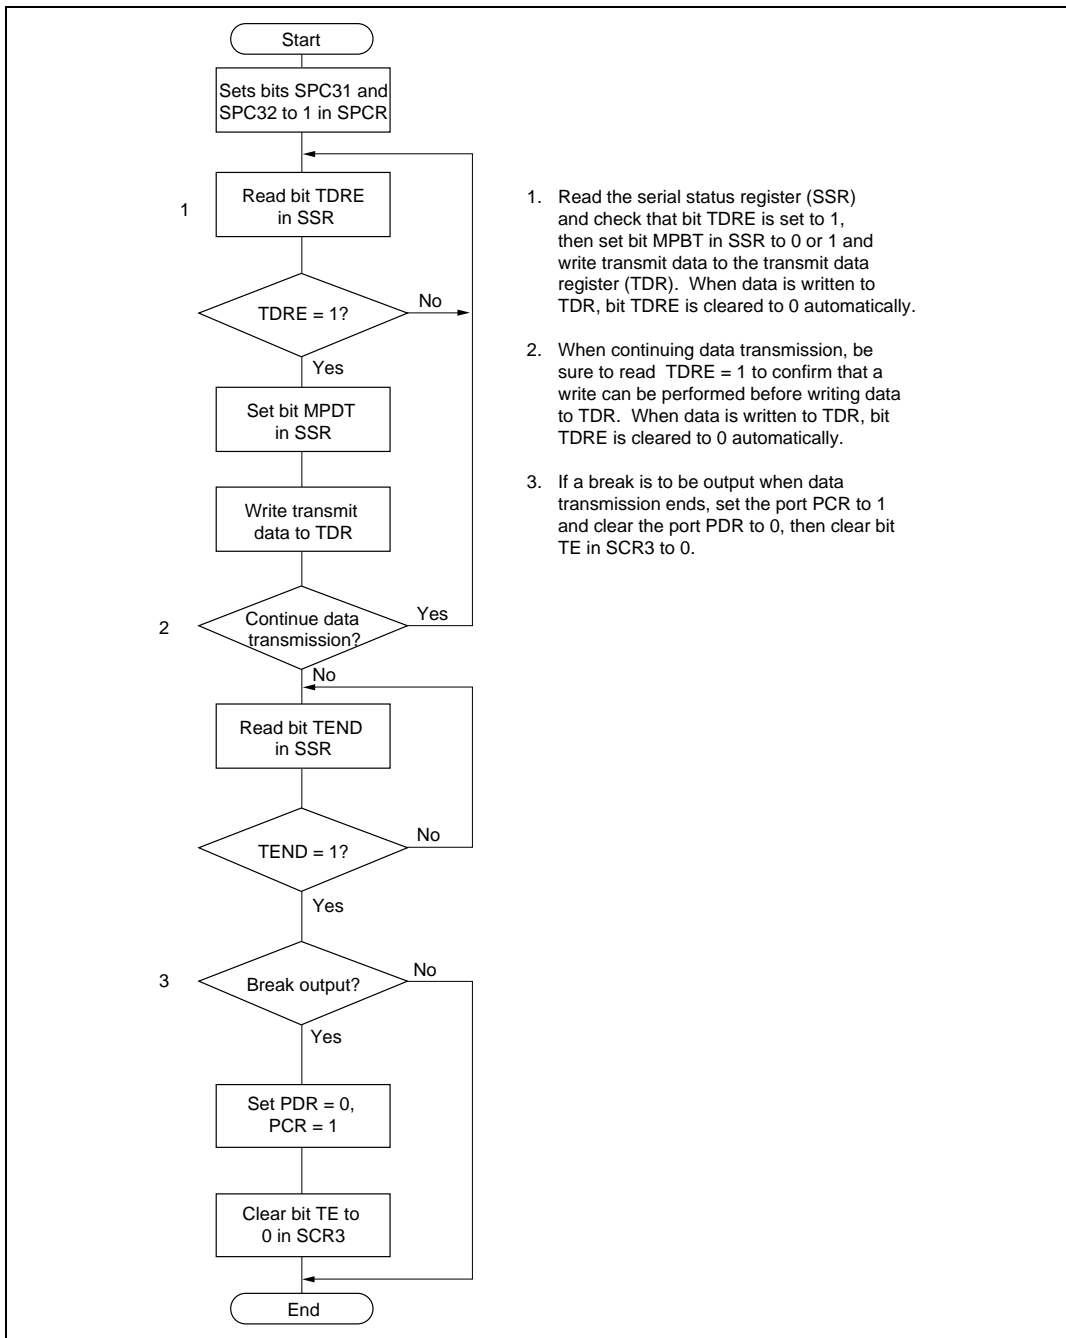 Start
Sets bits SPC31 and
SPC32 to 1 in SPCR
1
Read bit TDRE
in SSR
TDRE = 1?
No
Yes
Set bit MPDT
in SSR
Write transmit
data to TDR
2
Continue data
transmission?
Yes
No
Read bit TEND
in SSR
TEND = 1?
No
Yes
3
Break output?
No
Yes
Set PDR = 0,
PCR = 1
Clear bit TE to
0 in SCR3
End
1. Read the serial status register (SSR)
and check that bit TDRE is set to 1,
then set bit MPBT in SSR to 0 or 1 and
write transmit data to the transmit data
register (TDR). When data is written to
TDR, bit TDRE is cleared to 0 automatically.
2. When continuing data transmission, be
sure to read TDRE = 1 to confirm that a
write can be performed before writing data
to TDR. When data is written to TDR, bit
TDRE is cleared to 0 automatically.
3. If a break is to be output when data
transmission ends, set the port PCR to 1
and clear the port PDR to 0, then clear bit
TE in SCR3 to 0.